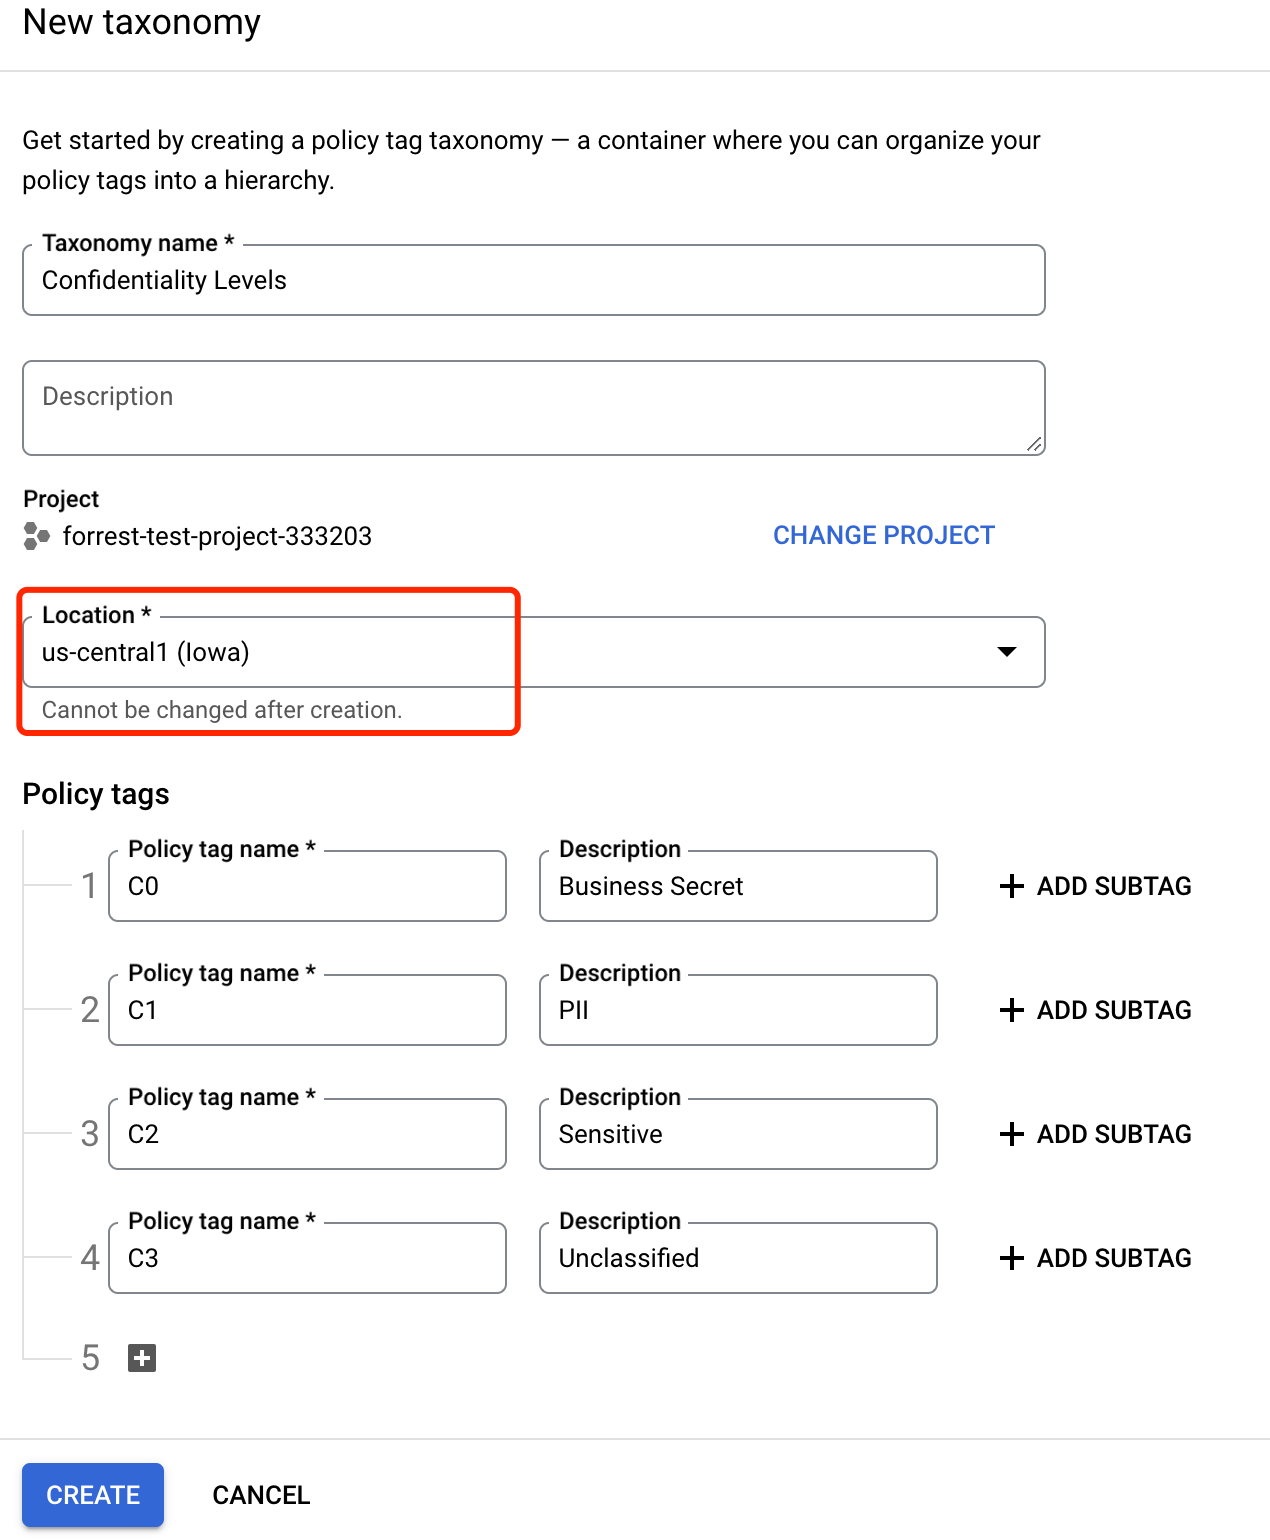 New taxonomy
Get started by creating a policy tag taxonomy — a container where you can organize your
policy tags into a hierarchy.
Taxonomy name *
Confidentiality Levels
Description
Project
forrest-test-project-333203
CHANGE PROJECT
Location *
us-central1 (Iowa)
Cannot be changed after creation.
Policy tags
Policy tag name *
Description
1
C0
Business Secret
ADD SUBTAG
Policy tag name *
Description
2
C1
PII
ADD SUBTAG
Policy tag name *
Description
3
C2
Sensitive
ADD SUBTAG
Policy tag name *
Description
4
C3
Unclassified
ADD SUBTAG
5
CREATE
CANCEL